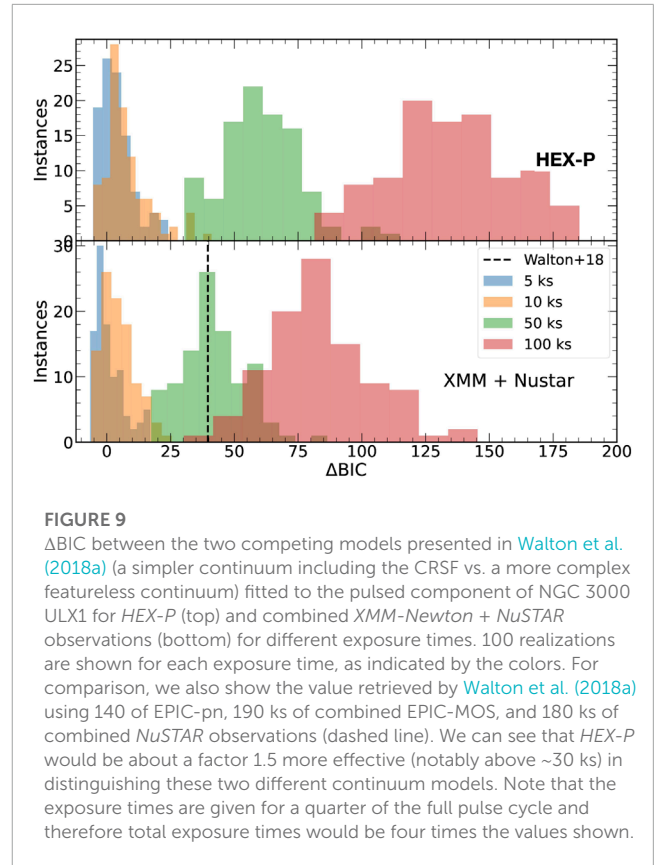 25
20
15
10
5
0
Instances
HEX-P
30
20
10
0
Instances
Walton+18
5 ks
10 ks
50 ks
100 ks
XMM + Nustar
0 25 50 75 100 125 150 175 200
ΔBIC
FIGURE 9
ΔBIC between the two competing models presented in Walton et al.
(2018a) (a simpler continuum including the CRSF vs. a more complex
featureless continuum) fitted to the pulsed component of NGC 3000
ULX1 for HEX-P (top) and combined XMM-Newton + NuSTAR
observations (bottom) for different exposure times. 100 realizations
are shown for each exposure time, as indicated by the colors. For
comparison, we also show the value retrieved by Walton et al. (2018a)
using 140 of EPIC-pn, 190 ks of combined EPIC-MOS, and 180 ks of
combined NuSTAR observations (dashed line). We can see that HEX-P
would be about a factor 1.5 more effective (notably above ~30 ks) in
distinguishing these two different continuum models. Note that the
exposure times are given for a quarter of the full pulse cycle and
therefore total exposure times would be four times the values shown.